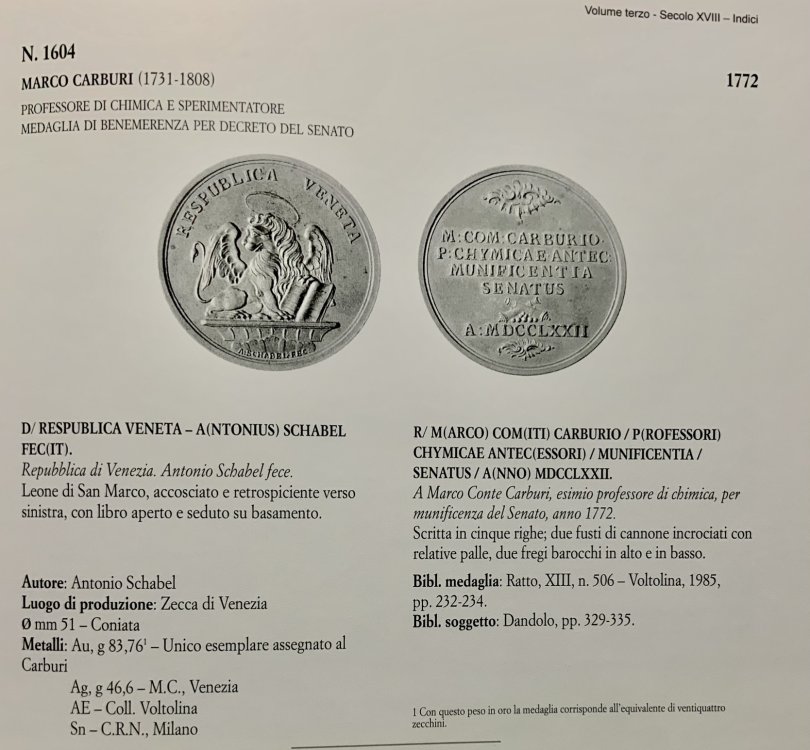 Volume terzo - Secolo XVIII – Indici
N. 1604
MARCO CARBURI (1731-1808)
1772
PROFESSORE DI CHIMICA E SPERIMENTATORE
MEDAGLIA DI BENEMERENZA PER DECRETO DEL SENATO
RESPUBLICA VENETA
A·SCHABEL·FEC·
M:COM:CARBURIO·
P:CHYMICAE·ANTEC:
MUNIFICENTIA
SENATUS
A:MDCCLXXII
D/ RESPUBLICA VENETA – A(NTONIUS) SCHABEL
FEC(IT).
Repubblica di Venezia. Antonio Schabel fece.
Leone di San Marco, accosciato e retrospiciente verso
sinistra, con libro aperto e seduto su basamento.
Autore: Antonio Schabel
Luogo di produzione: Zecca di Venezia
Ø mm 51 – Coniata
Metalli: Au, g 83,76¹ – Unico esemplare assegnato al
Carburi
Ag, g 46,6 – M.C., Venezia
AE – Coll. Voltolina
Sn – C.R.N., Milano
R/ M(ARCO) COM(ITI) CARBURIO / P(ROFESSORI)
CHYMICAE ANTEC(ESSORI) / MUNIFICENTIA /
SENATUS / A(NNO) MDCCLXXII.
A Marco Conte Carburi, esimio professore di chimica, per
munificenza del Senato, anno 1772.
Scritta in cinque righe; due fusti di cannone incrociati con
relative palle, due fregi barocchi in alto e in basso.
Bibl. medaglia: Ratto, XIII, n. 506 – Voltolina, 1985,
pp. 232-234.
Bibl. soggetto: Dandolo, pp. 329-335.
1 Con questo peso in oro la medaglia corrisponde all'equivalente di ventiquattro
zecchini.